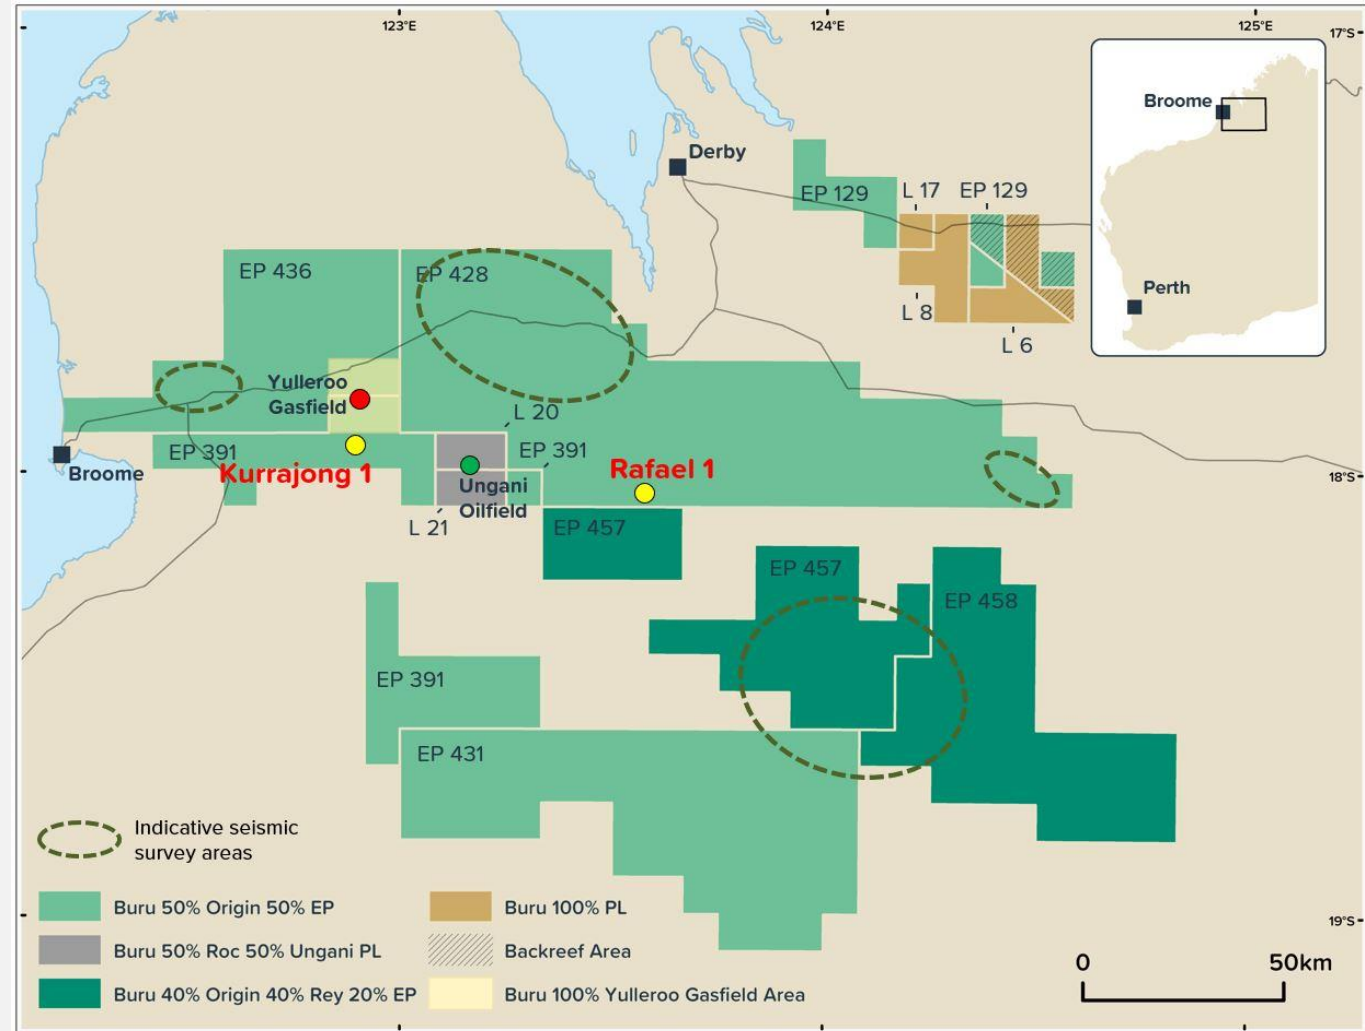 123°E
124°E
125°E
17°S
Broome
Perth
Derby
EP 129
L 17
EP 129
L 8
L 6
EP 436
EP 428
Yulleroo
Gasfield
L 20
EP 391
EP 391
Kurrajong 1
Rafael 1
Broome
Ungani
Oilfield
L 21
18°S
EP 457
EP 457
EP 458
EP 391
EP 431
Indicative seismic
survey areas
Buru 50% Origin 50% EP
Buru 50% Roc 50% Ungani PL
Buru 40% Origin 40% Rey 20% EP
Buru 100% PL
Backreef Area
Buru 100% Yulleroo Gasfield Area
19°S
0 50km